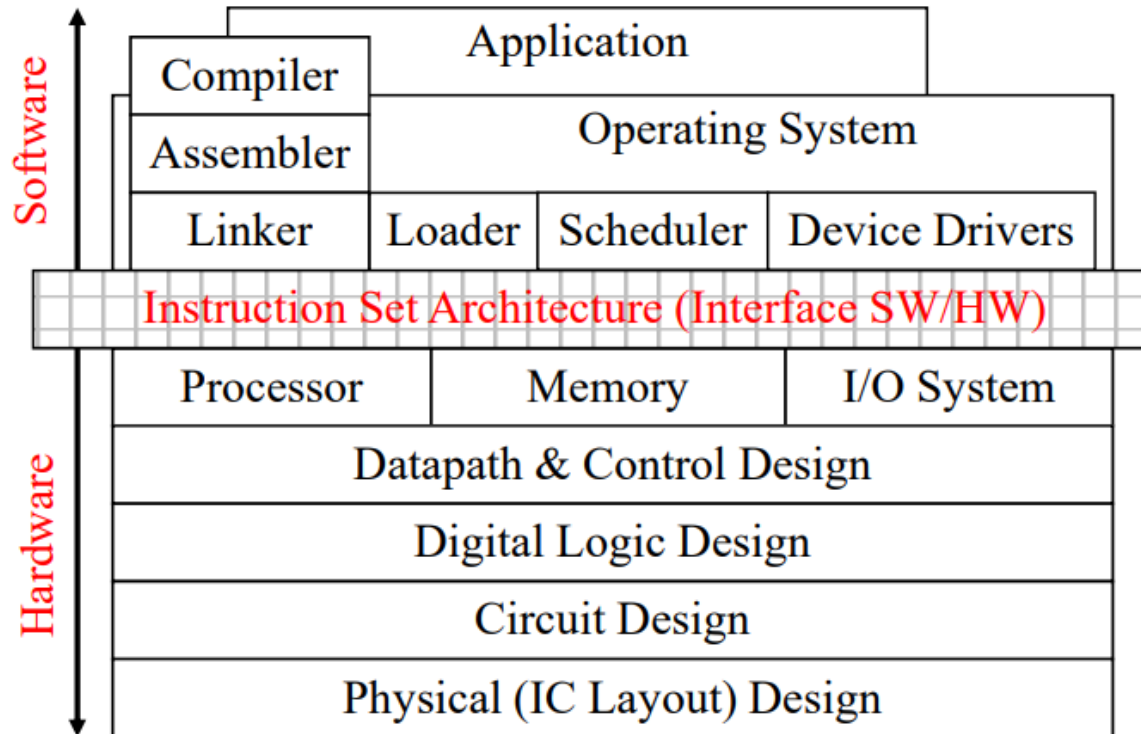 Application
Compiler
Operating System
Assembler
Linker
Loader
Scheduler
Device Drivers
Software
Instruction Set Architecture (Interface SW/HW)
Processor
Memory
I/O System
Datapath & Control Design
Digital Logic Design
Hardware
Circuit Design
Physical (IC Layout) Design